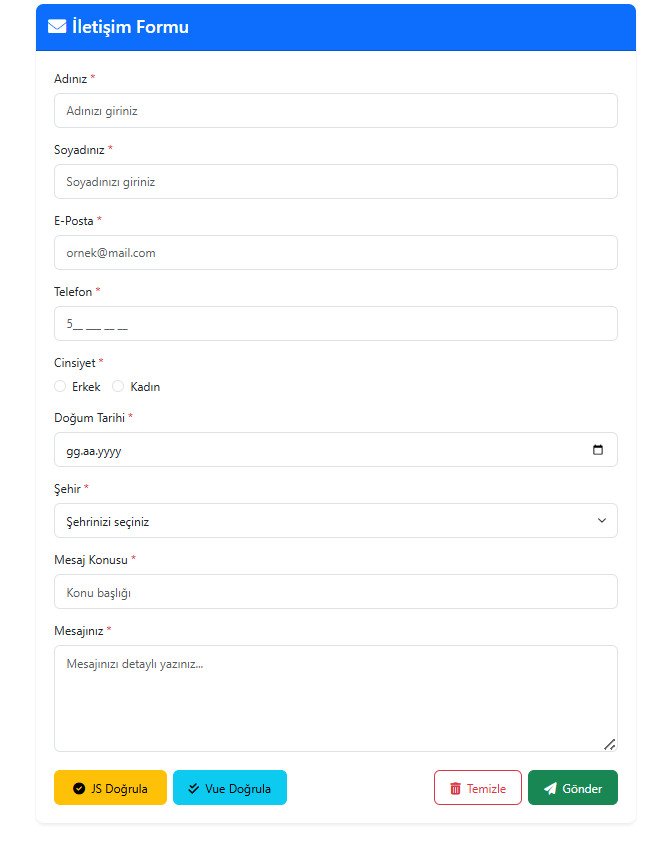 İletişim Formu
Adınız *
Adınızı giriniz
Soyadınız *
Soyadınızı giriniz
E-Posta *
ornek@mail.com
Telefon *
5__ ___ __ __
Cinsiyet *
Erkek Kadın
Doğum Tarihi *
gg.aa.yyyy
Şehir *
Şehrinizi seçiniz
Mesaj Konusu *
Konu başlığı
Mesajınız *
Mesajınızı detaylı yazınız...
JS Doğrula Vue Doğrula Temizle Gönder